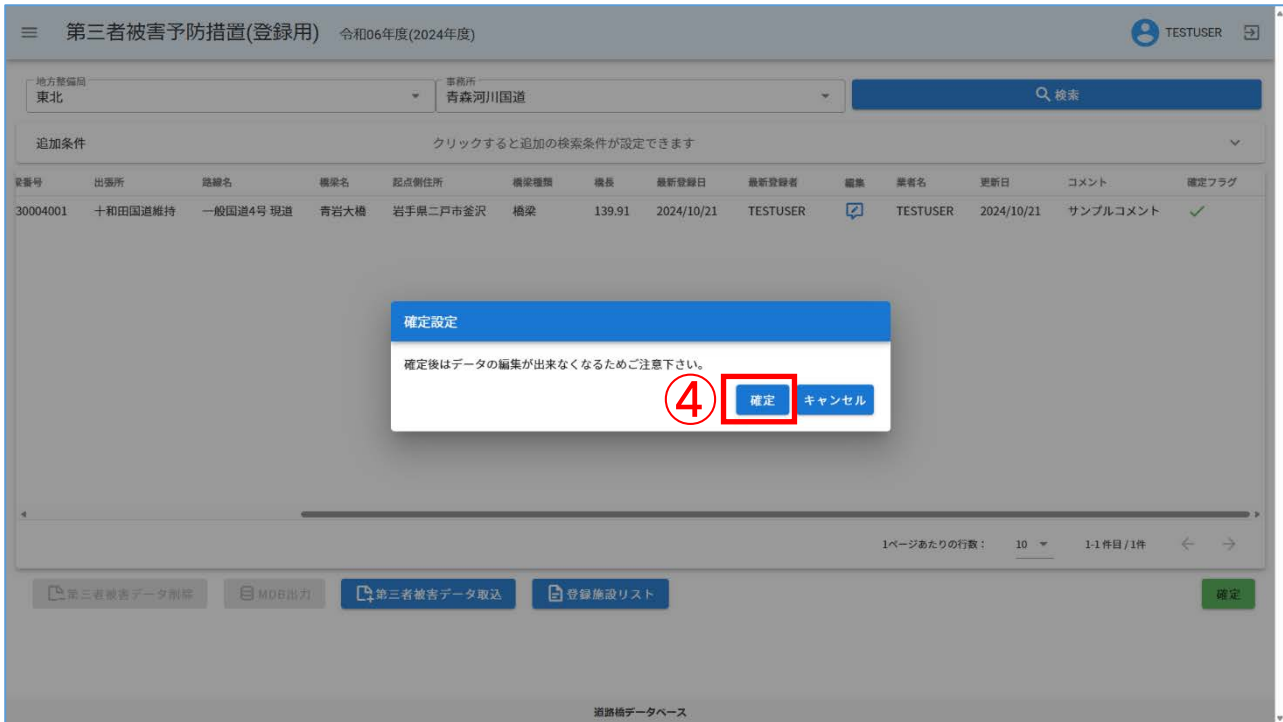 第三者被害予防措置(登録用) 令和06年度(2024年度) TESTUSER
地方整備局 事務所
東北 青森河川国道 検索
追加条件 クリックすると追加の検索条件が設定できます
梁番号 出張所 路線名 橋梁名 起点側住所 橋梁種類 橋長 最新登録日 最新登録者 編集 業者名 更新日 コメント 確定フラグ
30004001 十和田国道維持 一般国道4号 現道 青岩大橋 岩手県二戸市釜沢 橋梁 139.91 2024/10/21 TESTUSER TESTUSER 2024/10/21 サンプルコメント
確定設定
確定後はデータの編集が出来なくなるためご注意下さい。
④ 確定 キャンセル
1ページあたりの行数： 10 1-1 件目 / 1件
第三者被害データ削除 MDB出力 第三者被害データ取込 登録施設リスト 確定
道路橋データベース